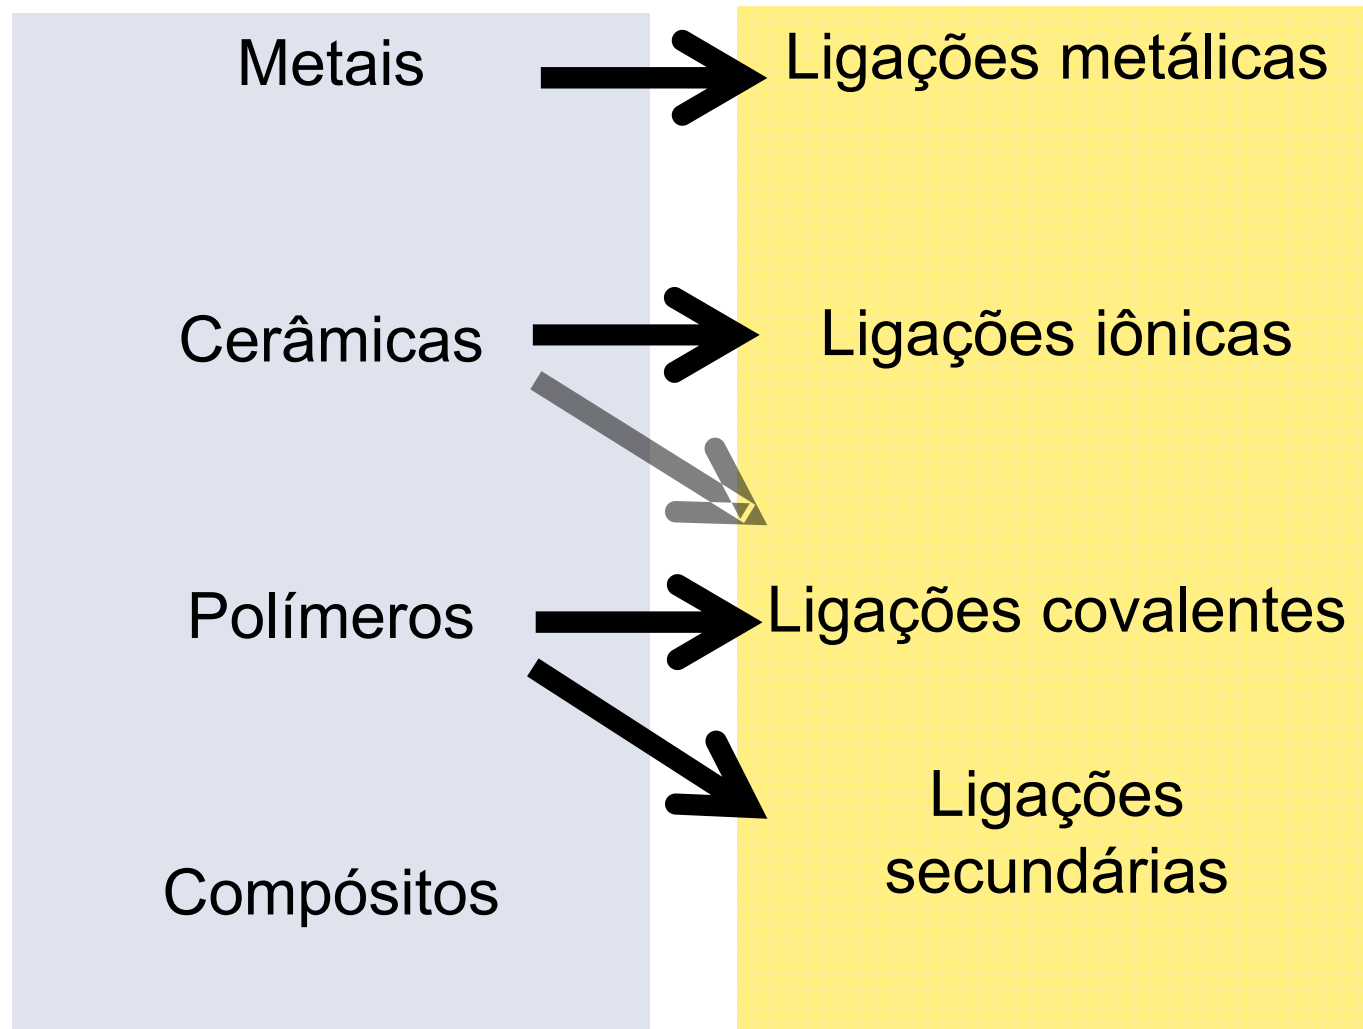 Metais
Ligações metálicas
Cerâmicas
Ligações iônicas
Polímeros
Ligações covalentes
Ligações
secundárias
Compósitos